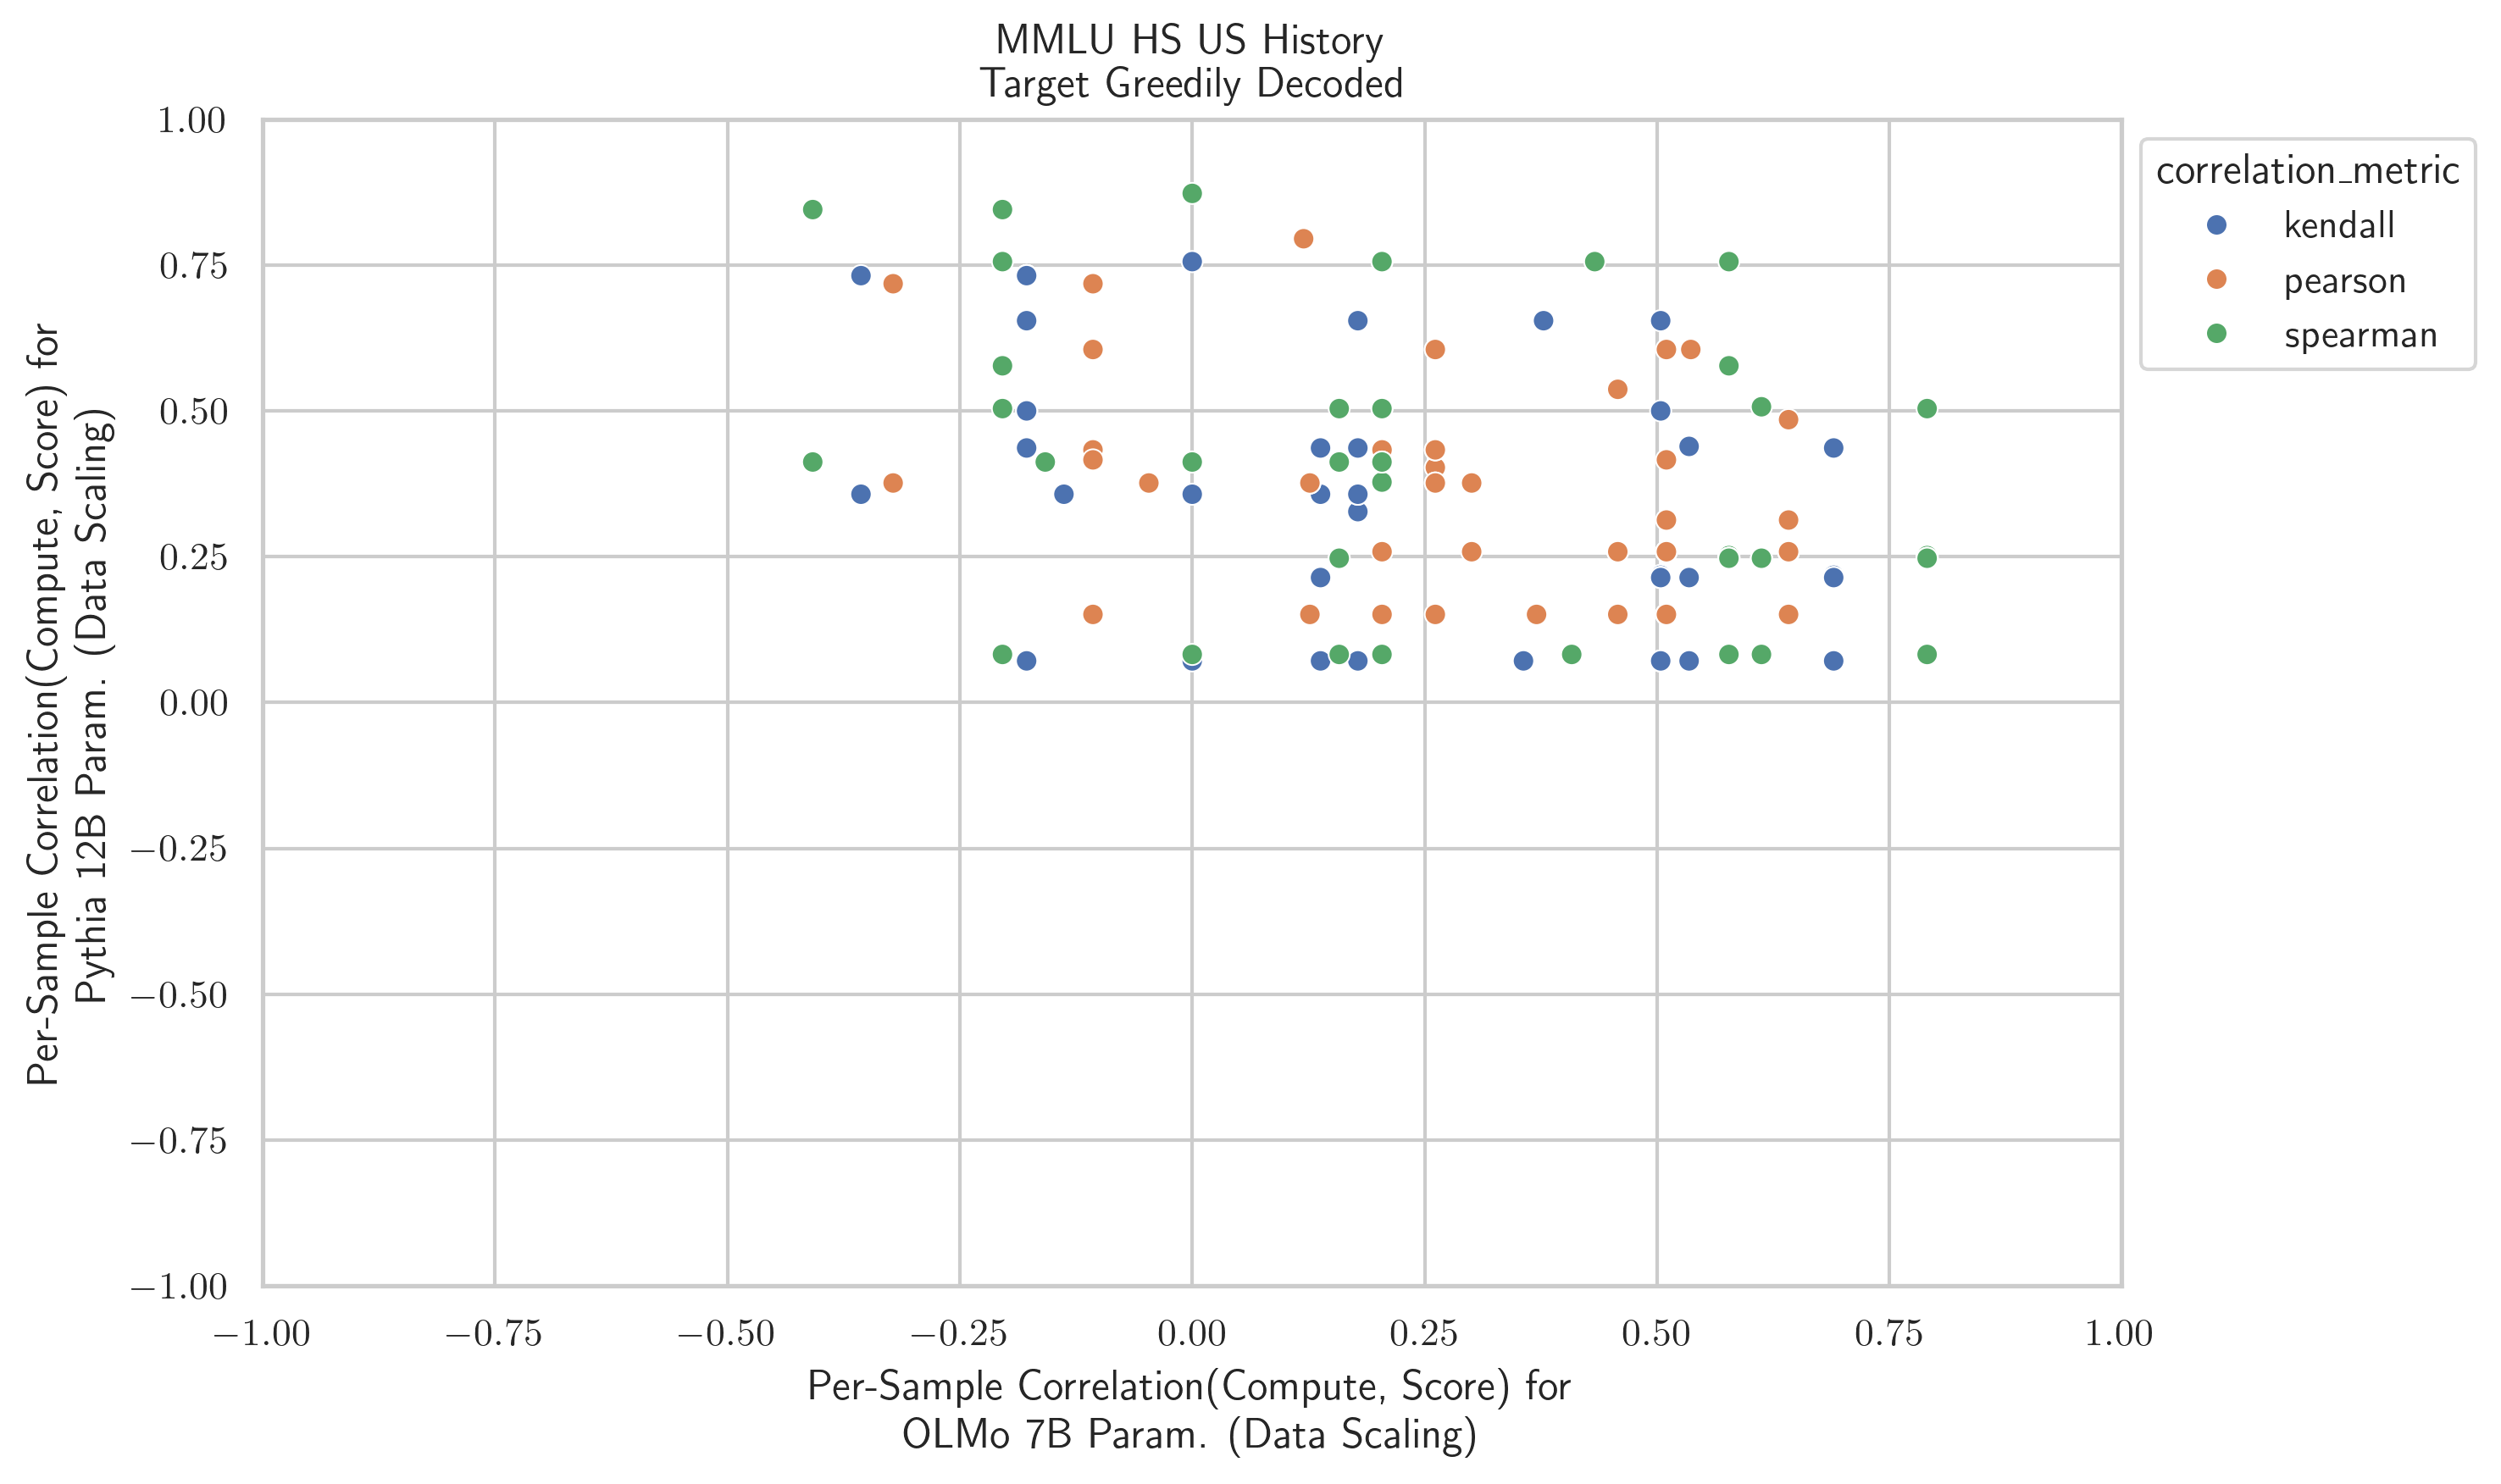 MMLU HS US History
Target Greedily Decoded
Per-Sample Correlation(Compute, Score) for
Pythia 12B Param. (Data Scaling)
1.00
0.75
0.50
0.25
0.00
−0.25
−0.50
−0.75
−1.00
correlation_metric
kendall
pearson
spearman
−1.00 −0.75 −0.50 −0.25 0.00 0.25 0.50 0.75 1.00
Per-Sample Correlation(Compute, Score) for
OLMo 7B Param. (Data Scaling)